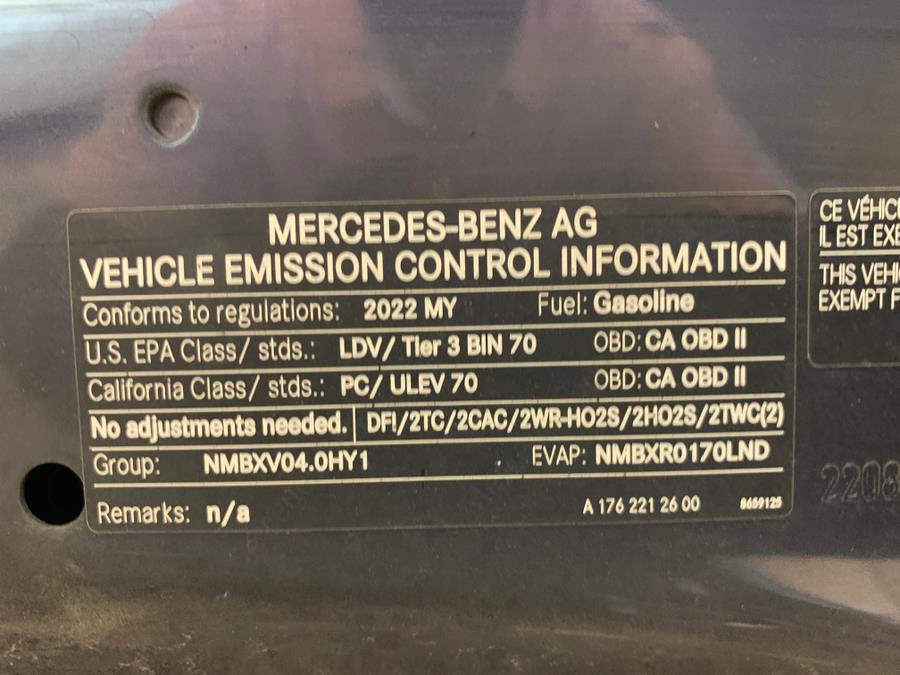 MERCEDES-BENZ AG
VEHICLE EMISSION CONTROL INFORMATION
Conforms to regulations: 2022 MY Fuel: Gasoline
U.S. EPA Class/ stds.: LDV/ Tier 3 BIN 70 OBD: CA OBD II
California Class/ stds.: PC/ ULEV 70 OBD: CA OBD II
No adjustments needed. DFI/2TC/2CAC/2WR-HO2S/2HO2S/2TWC(2)
Group: NMBXV04.0HY1 EVAP: NMBXR0170LND
Remarks: n/a A 176 221 26 00 8659125
CE VÉHIC
IL EST EXE
THIS VEHI
EXEMPT F
2208